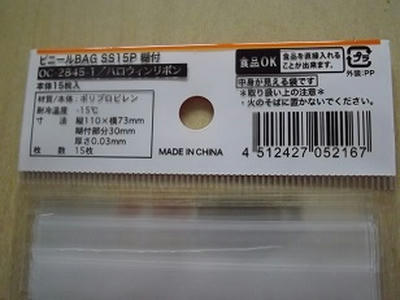 ビニールBAG SS15P 糊付
OC-2845-1/ハロウィンリボン
本体15枚入
材質/本体:ポリプロピレン
耐冷温度 -15℃
寸 法 縦110×横73mm
糊付部分30mm
厚さ0.03mm
枚 数 15枚
MADE IN CHINA
食品OK
食品を直接入れる
ことが出来ます。
プラ
外装:PP
中身が見える袋です
*取り扱い上の注意*
・火のそばに置かないでください。
4 512427 052167